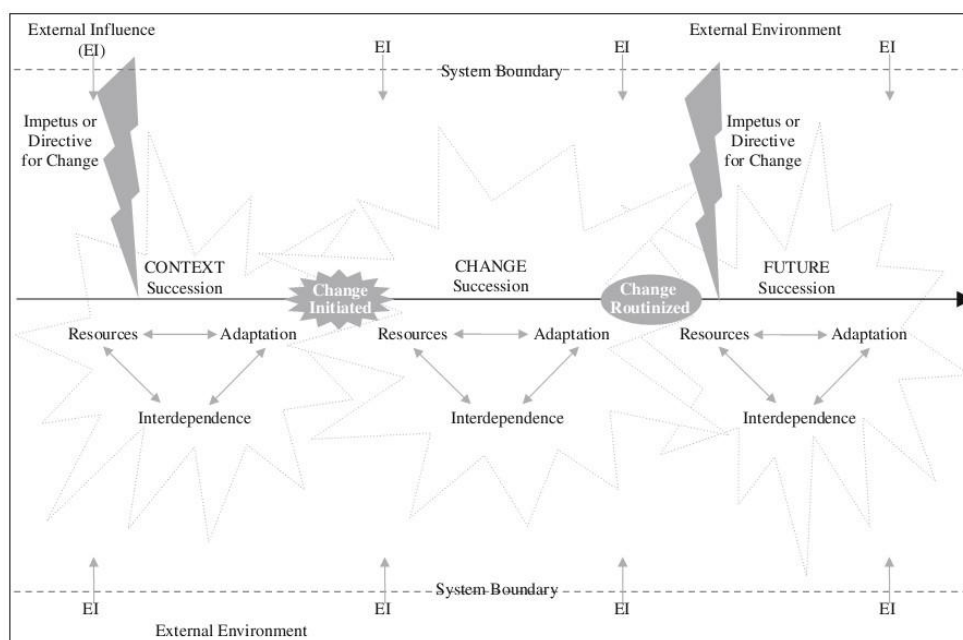 External Influence
(EI)
EI
External Environment
EI
EI
System Boundary
Impetus or
Directive
for Change
Impetus or
Directive
for Change
CONTEXT
Succession
Change
Initiated
CHANGE
Succession
Change
Routinized
FUTURE
Succession
Resources
Adaptation
Resources
Adaptation
Resources
Adaptation
Interdependence
Interdependence
Interdependence
System Boundary
EI
EI
EI
EI
External Environment